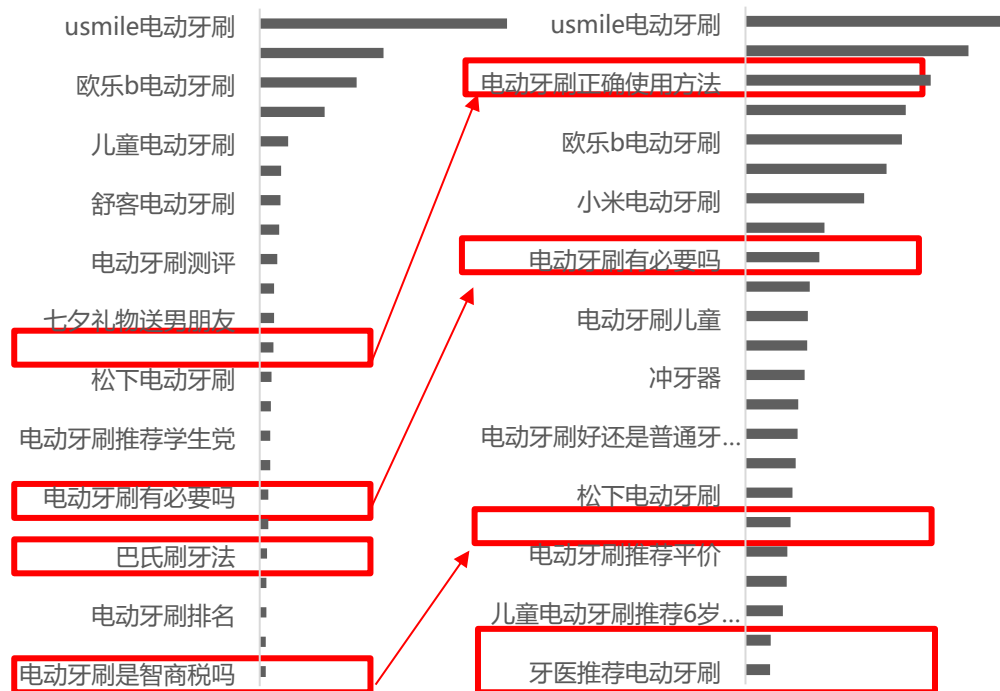 usmile电动牙刷
欧乐b电动牙刷
儿童电动牙刷
舒客电动牙刷
电动牙刷测评
七夕礼物送男朋友
松下电动牙刷
电动牙刷推荐学生党
电动牙刷有必要吗
巴氏刷牙法
电动牙刷排名
电动牙刷是智商税吗
usmile电动牙刷
电动牙刷正确使用方法
欧乐b电动牙刷
小米电动牙刷
电动牙刷有必要吗
电动牙刷儿童
冲牙器
电动牙刷好还是普通牙...
松下电动牙刷
电动牙刷推荐平价
儿童电动牙刷推荐6岁...
牙医推荐电动牙刷